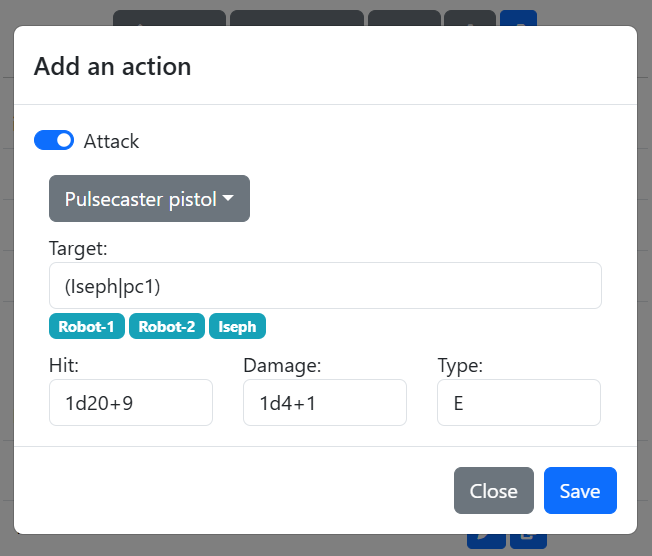 Add an action
Attack
Pulsecaster pistol
Target:
(Iseph|pc1)
Robot-1 Robot-2 Iseph
Hit: Damage: Type:
1d20+9 1d4+1 E
Close Save